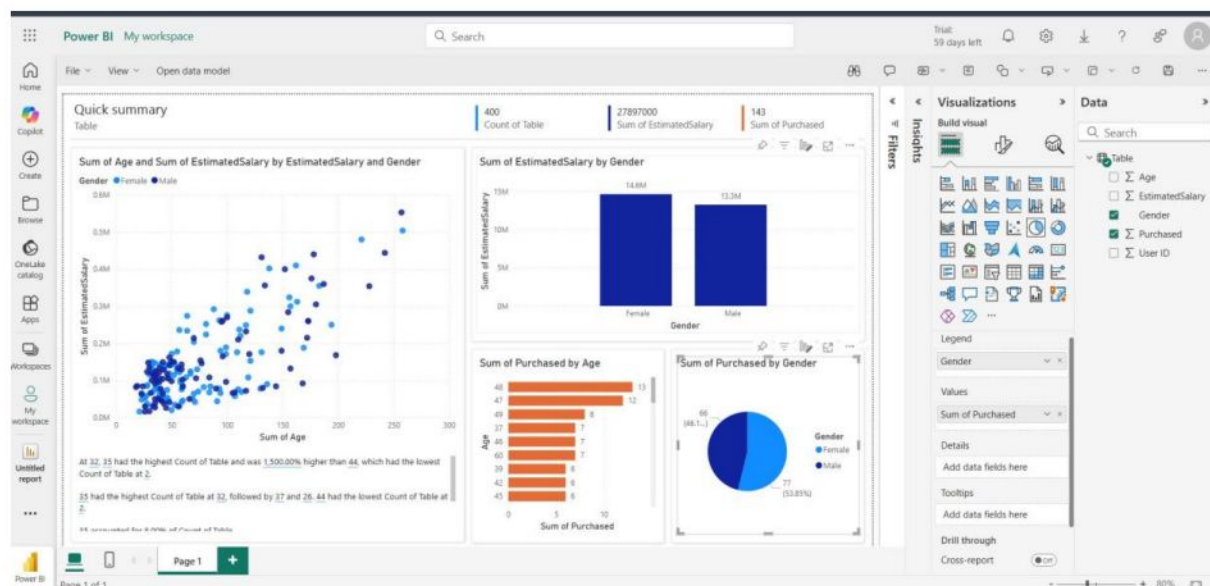 Power BI My workspace
Search
Trial:
59 days left
File View Open data model
Home
Copilot
Create
Browse
OneLake
catalog
Apps
Workspaces
My
workspace
Untitled
report
Power BI
Quick summary
Table
400
Count of Table
27897000
Sum of EstimatedSalary
143
Sum of Purchased
Sum of Age and Sum of EstimatedSalary by EstimatedSalary and Gender
Gender Female Male
Sum of EstimatedSalary
0.6M
0.5M
0.4M
0.3M
0.2M
0.1M
0.0M
0 50 100 150 200 250 300
Sum of Age
At 32, 35 had the highest Count of Table and was 1,500.00% higher than 44, which had the lowest
Count of Table at 2.
35 had the highest Count of Table at 32, followed by 37 and 26. 44 had the lowest Count of Table at
2.
35 accounted for 8.00% of Count of Table.
Sum of EstimatedSalary by Gender
Sum of EstimatedSalary
15M
10M
5M
0M
14.6M
13.3M
Female Male
Gender
Sum of Purchased by Age
Age
48 13
47 12
49 8
37 7
46 7
60 7
39 6
42 6
45 6
0 5 10
Sum of Purchased
Sum of Purchased by Gender
66
(46.1...)
77
(53.85%)
Gender
Female
Male
Filters
Insights
Visualizations
Build visual
Legend
Gender
Values
Sum of Purchased
Details
Add data fields here
Tooltips
Add data fields here
Drill through
Cross-report
Off
Data
Search
Table
Age
EstimatedSalary
Gender
Purchased
User ID
Page 1
Page 1 of 1
80%